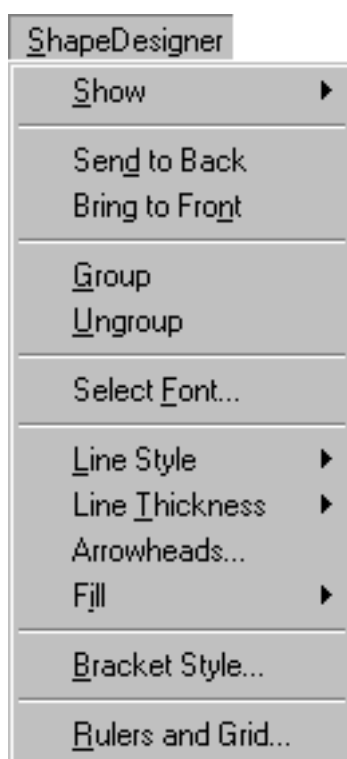 ShapeDesigner
Show
Send to Back
Bring to Front
Group
Ungroup
Select Font...
Line Style
Line Thickness
Arrowheads...
Fill
Bracket Style...
Rulers and Grid...